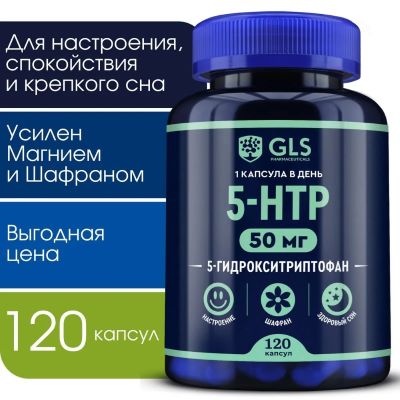 Для настроения,
спокойствия
и крепкого сна
Усилен
Магнием
и Шафраном
Выгодная
цена
120 капсул
GLS
PHARMACEUTICALS
1 КАПСУЛА В ДЕНЬ
5-HTP
50 МГ
5-ГИДРОКСИТРИПТОФАН
НАСТРОЕНИЕ
ШАФРАН
ЗДОРОВЫЙ СОН
120
капсул